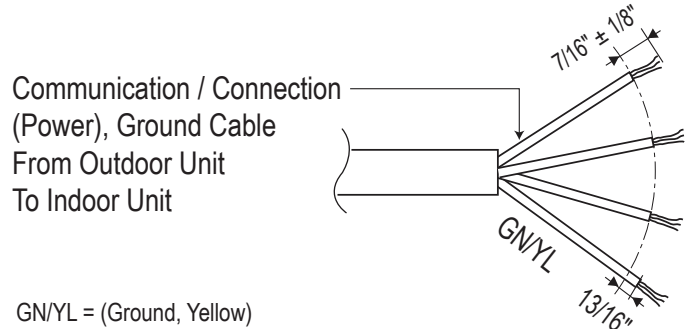 7/16" ± 1/8"
Communication / Connection
(Power), Ground Cable
From Outdoor Unit
To Indoor Unit
GN/YL
13/16"
GN/YL = (Ground, Yellow)